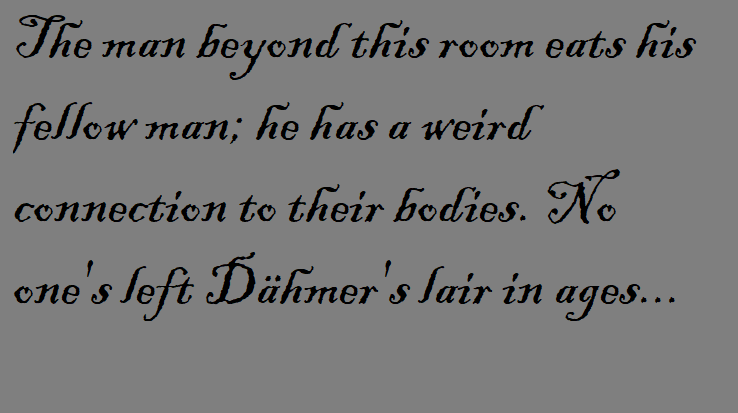 The man beyond this room eats his
fellow man; he has a weird
connection to their bodies. No
one's left Dähmer's lair in ages...